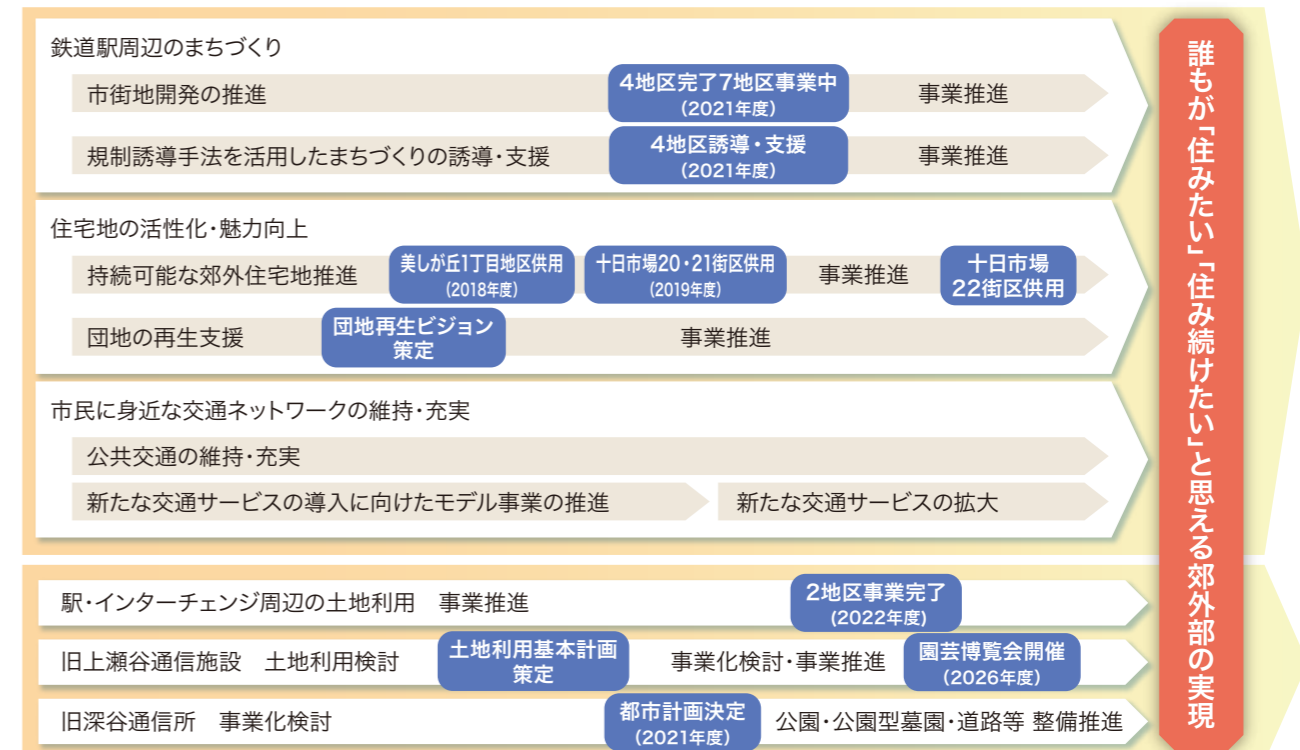 鉄道駅周辺のまちづくり
市街地開発の推進
4地区完了7地区事業中
(2021年度)
事業推進
規制誘導手法を活用したまちづくりの誘導・支援
4地区誘導・支援
(2021年度)
事業推進
住宅地の活性化・魅力向上
持続可能な郊外住宅地推進
美しが丘1丁目地区供用
(2018年度)
十日市場20・21街区供用
(2019年度)
事業推進
十日市場
22街区供用
団地の再生支援
団地再生ビジョン
策定
事業推進
市民に身近な交通ネットワークの維持・充実
公共交通の維持・充実
新たな交通サービスの導入に向けたモデル事業の推進
新たな交通サービスの拡大
駅・インターチェンジ周辺の土地利用　事業推進
2地区事業完了
(2022年度)
旧上瀬谷通信施設　土地利用検討
土地利用基本計画
策定
事業化検討・事業推進
園芸博覧会開催
(2026年度)
旧深谷通信所　事業化検討
都市計画決定
(2021年度)
公園・公園型墓園・道路等 整備推進
誰もが「住みたい」「住み続けたい」と思える郊外部の実現